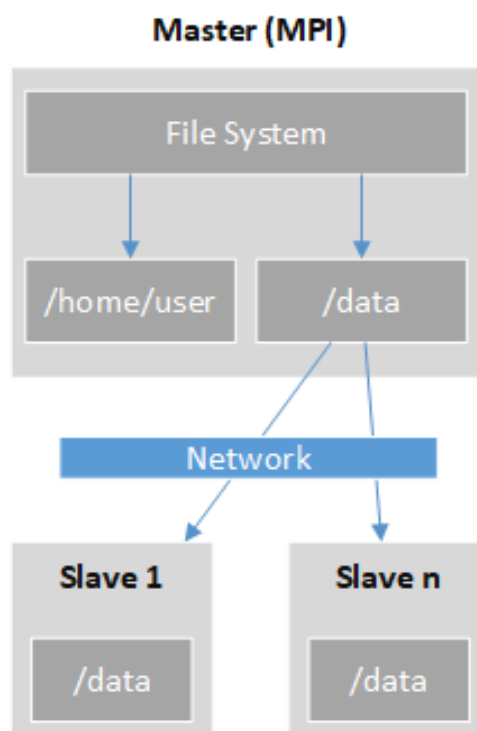 Master (MPI)
File System
/home/user
/data
Network
Slave 1
Slave n
/data
/data